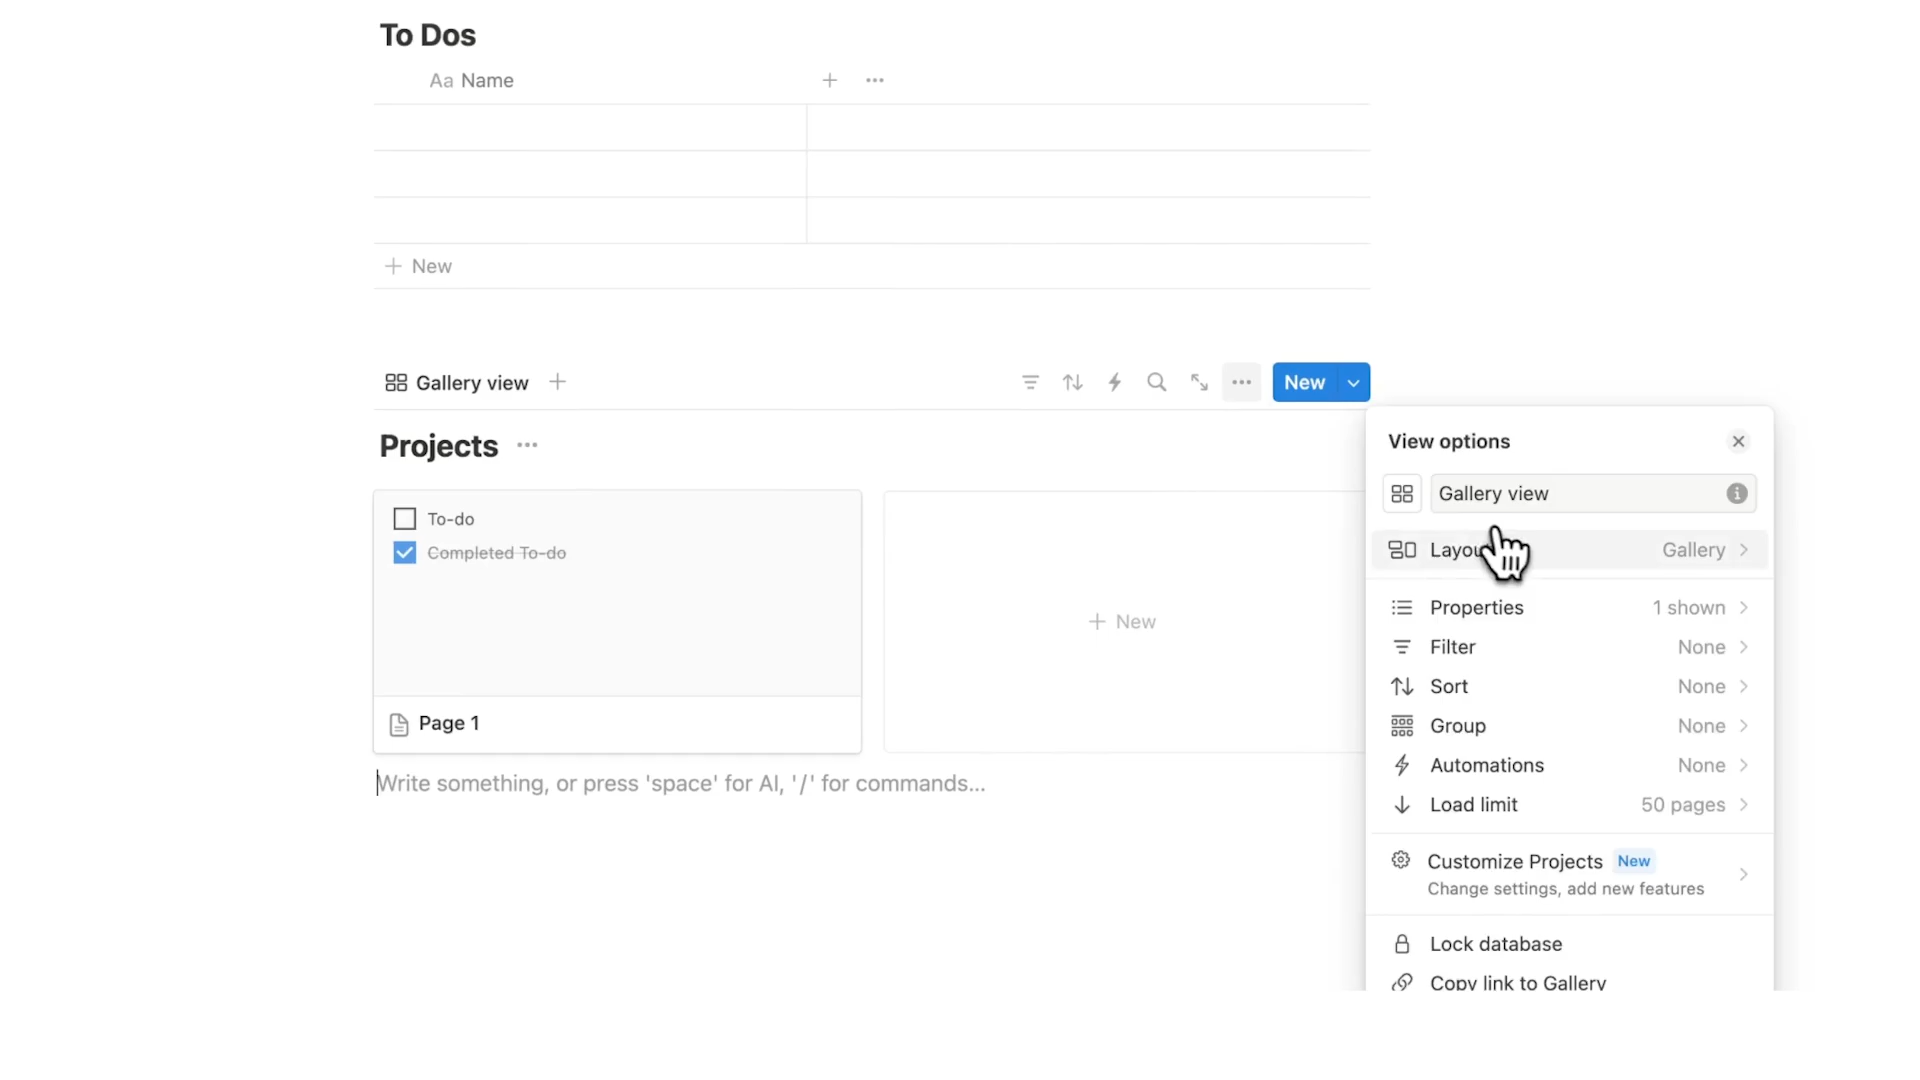 To Dos
Aa Name
New
Gallery view
New
Projects
To-do
Completed To-do
New
Page 1
Write something, or press 'space' for AI, '/' for commands...
View options
Gallery view
Layou Gallery
Properties 1 shown
Filter None
Sort None
Group None
Automations None
Load limit 50 pages
Customize Projects New
Change settings, add new features
Lock database
Copy link to Gallery